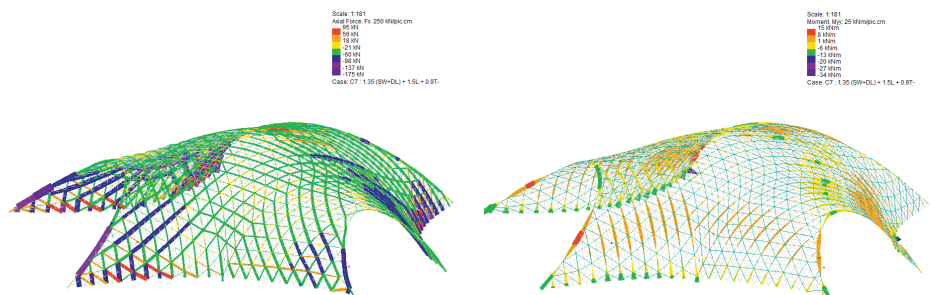 Scale: 1:181
Axial Force, Fx: 250 kN/pic.cm
95 kN
56 kN
18 kN
-21 kN
-60 kN
-98 kN
-137 kN
-175 kN
Case: C7 : 1.35 (SW+DL) + 1.5L + 0.9T-
Scale: 1:181
Moment, Myy: 25 kNm/pic.cm
15 kNm
8 kNm
1 kNm
-6 kNm
-13 kNm
-20 kNm
-27 kNm
-34 kNm
Case: C7 : 1.35 (SW+DL) + 1.5L + 0.9T-